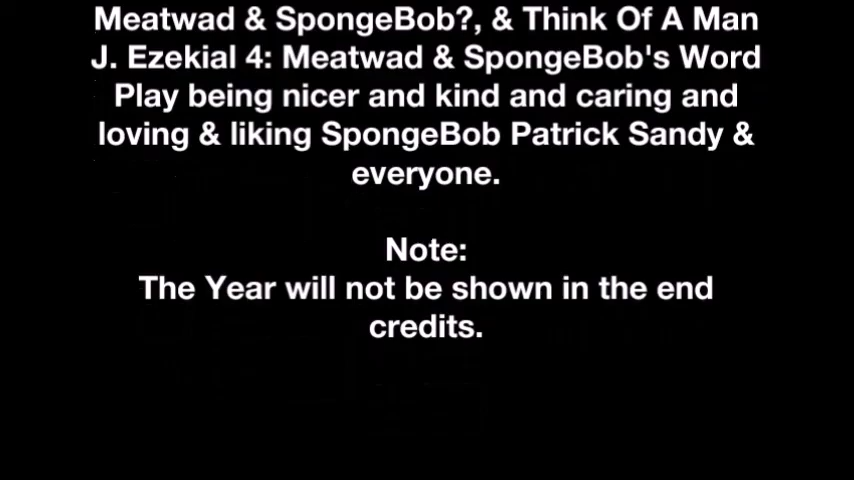 Meatwad & SpongeBob?, & Think Of A Man
J. Ezekial 4: Meatwad & SpongeBob's Word
Play being nicer and kind and caring and
loving & liking SpongeBob Patrick Sandy &
everyone.
Note:
The Year will not be shown in the end
credits.